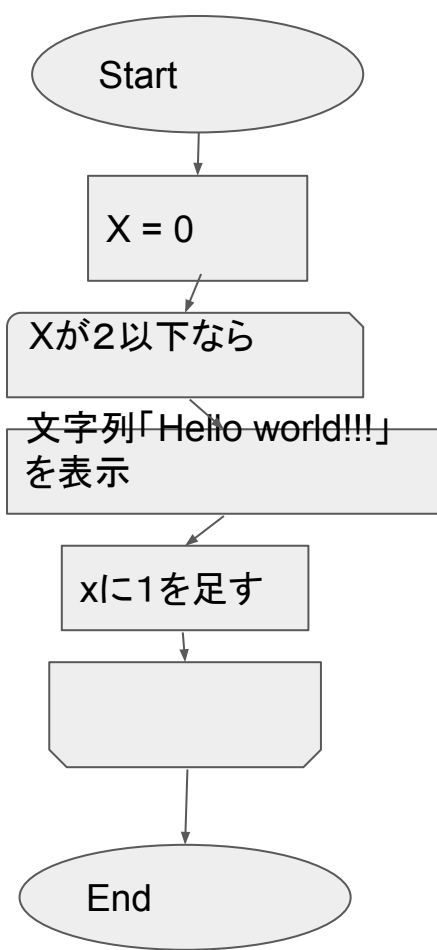 Start
X = 0
Xが２以下なら
文字列「Hello world!!!」
を表示
xに１を足す
End